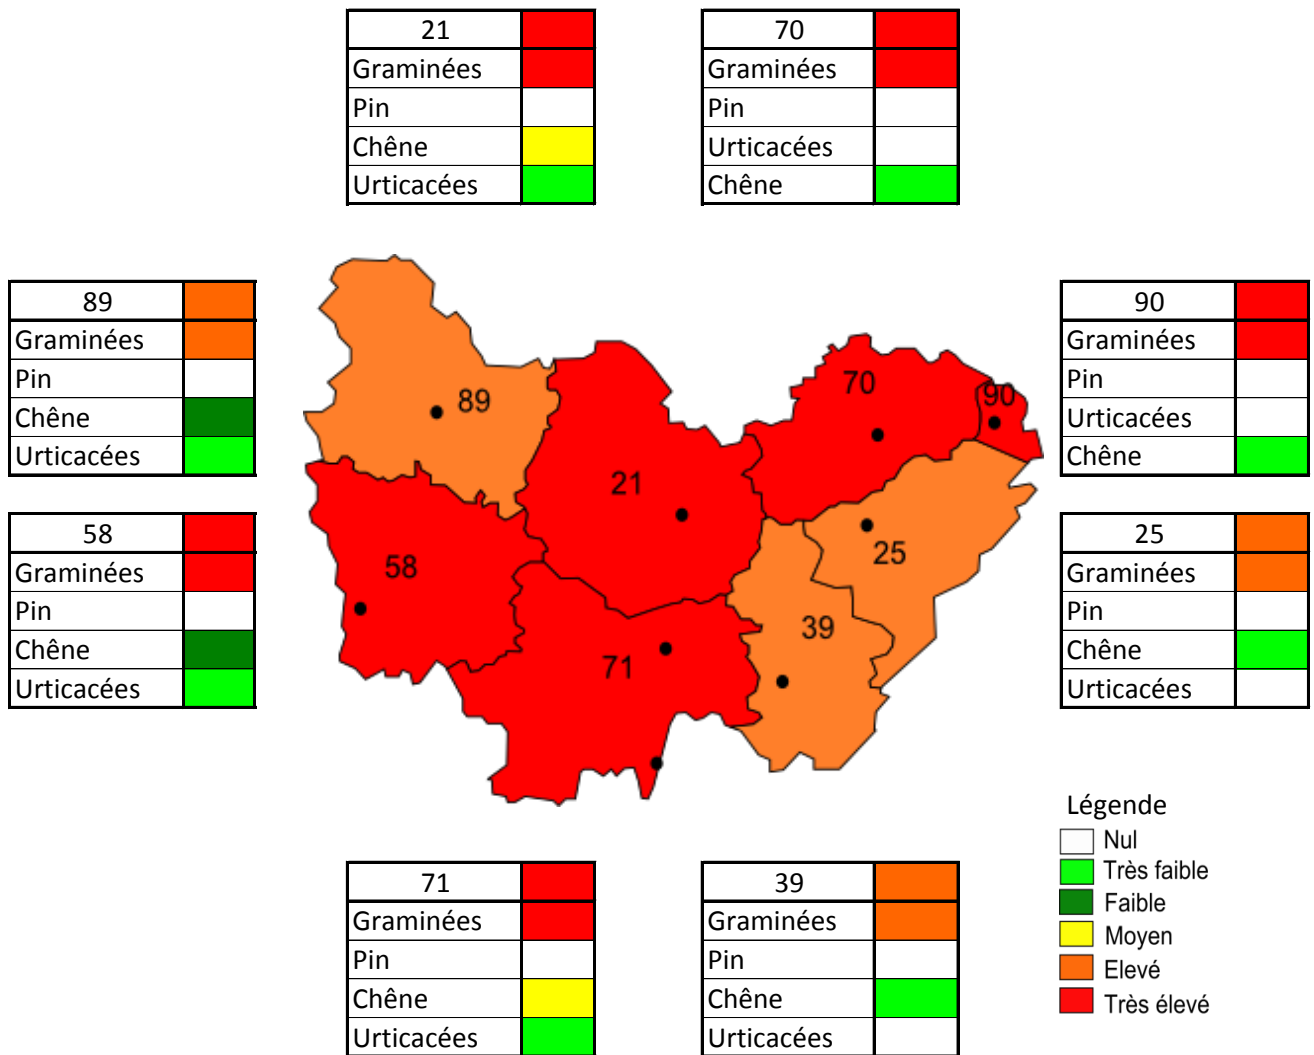 21
Graminées
Pin
Chêne
Urticacées
70
Graminées
Pin
Urticacées
Chêne
89
Graminées
Pin
Chêne
Urticacées
58
Graminées
Pin
Chêne
Urticacées
89
21
70
90
58
25
39
71
90
Graminées
Pin
Urticacées
Chêne
25
Graminées
Pin
Chêne
Urticacées
71
Graminées
Pin
Chêne
Urticacées
39
Graminées
Pin
Chêne
Urticacées
Légende
Nul
Très faible
Faible
Moyen
Elevé
Très élevé